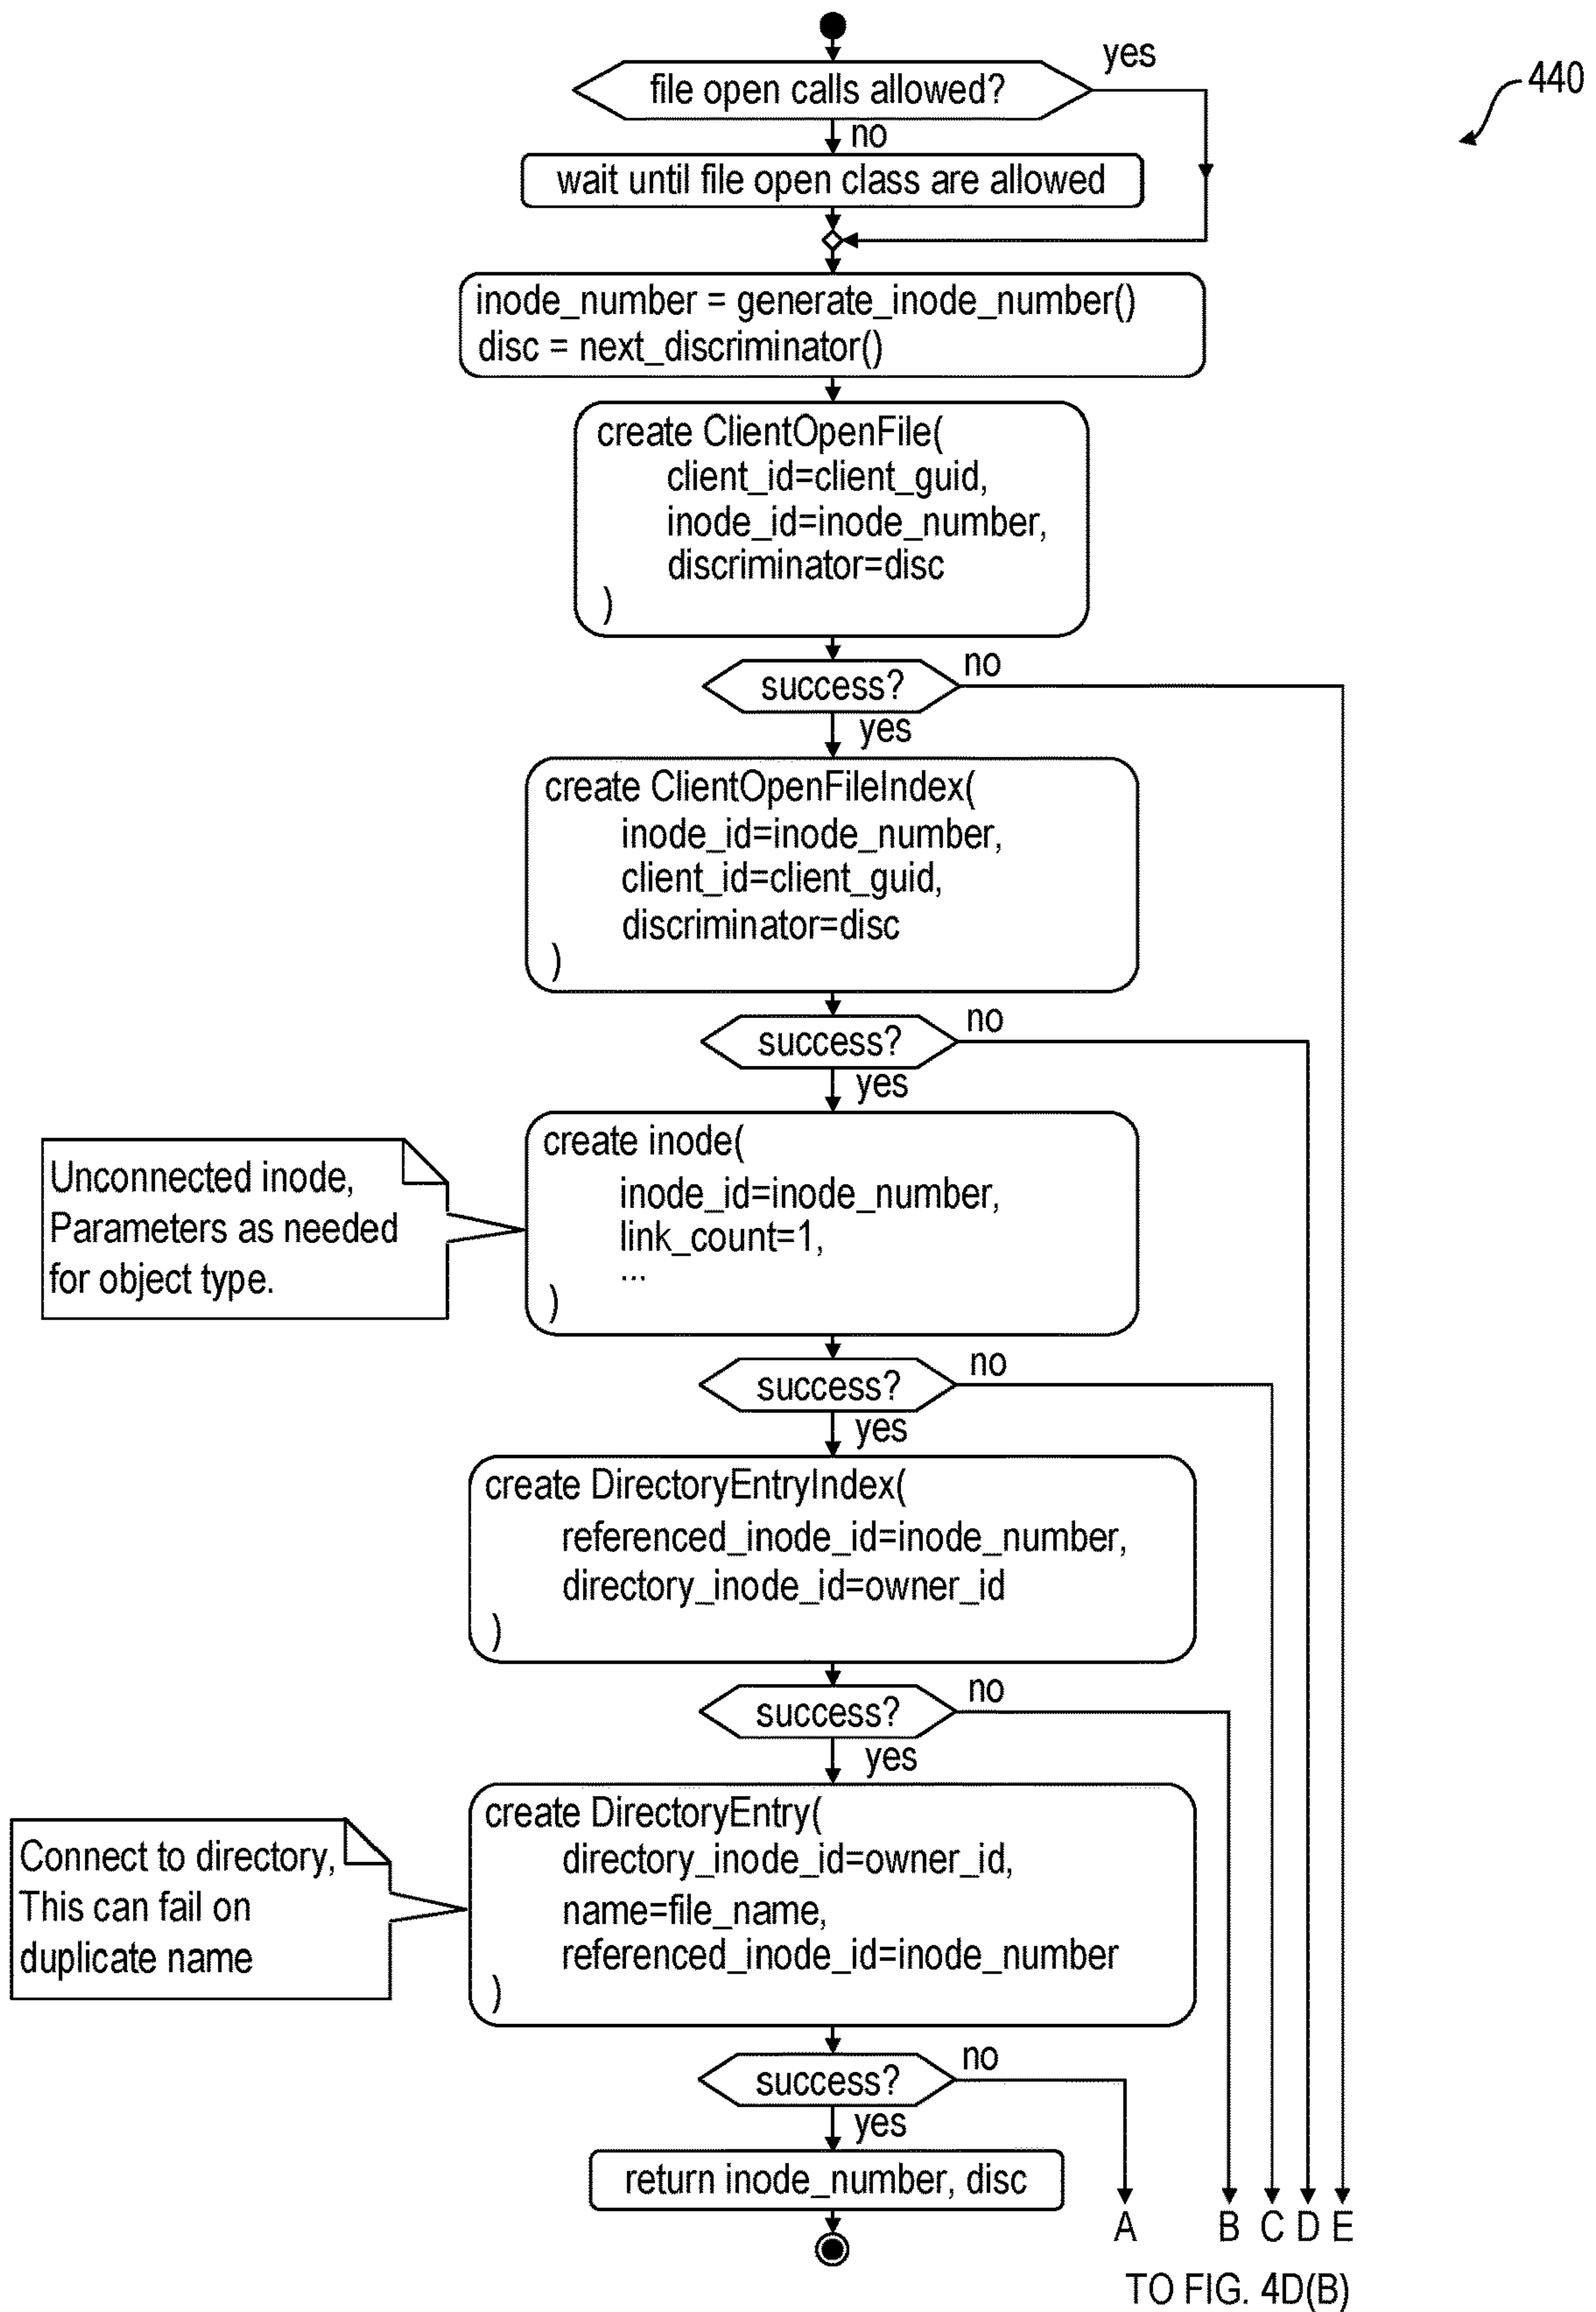 yes
file open calls allowed?
440
no
wait until file open class are allowed
inode_number = generate_inode_number()
disc = next_discriminator()
create ClientOpenFile(
client_id=client_guid,
inode_id=inode_number,
discriminator=disc
)
no
success?
yes
create ClientOpenFileIndex(
inode_id=inode_number,
client_id=client_guid,
discriminator=disc
)
no
success?
yes
create inode(
inode_id=inode_number,
link_count=1,
...
)
Unconnected inode,
Parameters as needed
for object type.
no
success?
yes
create DirectoryEntryIndex(
referenced_inode_id=inode_number,
directory_inode_id=owner_id
)
no
success?
yes
create DirectoryEntry(
directory_inode_id=owner_id,
name=file_name,
referenced_inode_id=inode_number
)
Connect to directory,
This can fail on
duplicate name
no
success?
yes
return inode_number, disc
A B C D E
TO FIG. 4D(B)